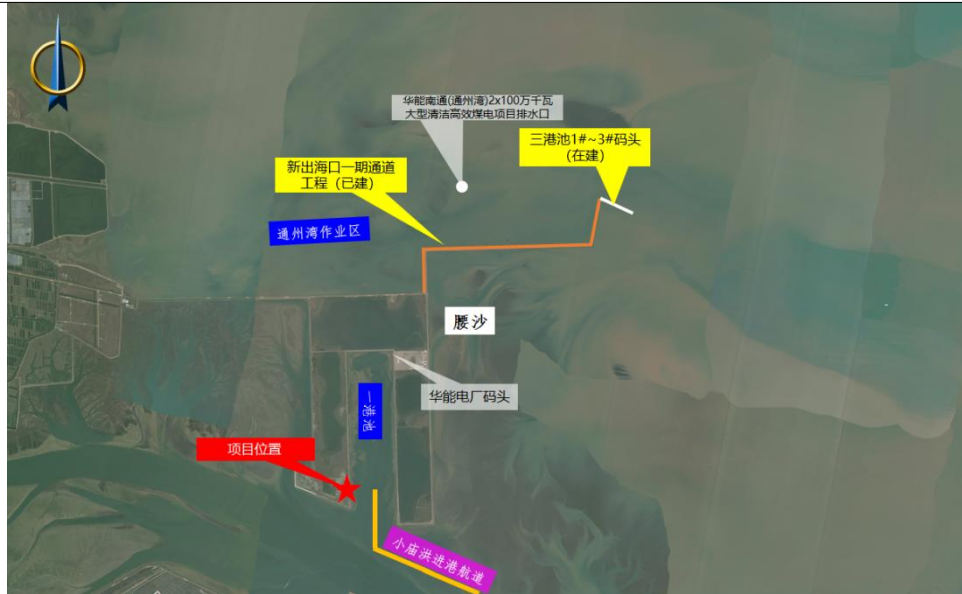 华能南通(通州湾)2x100万千瓦
大型清洁高效煤电项目排水口
三港池1#~3#码头
(在建)
新出海口一期通道
工程（已建）
通州湾作业区
腰沙
华能电厂码头
一港池
项目位置
小庙洪进港航道